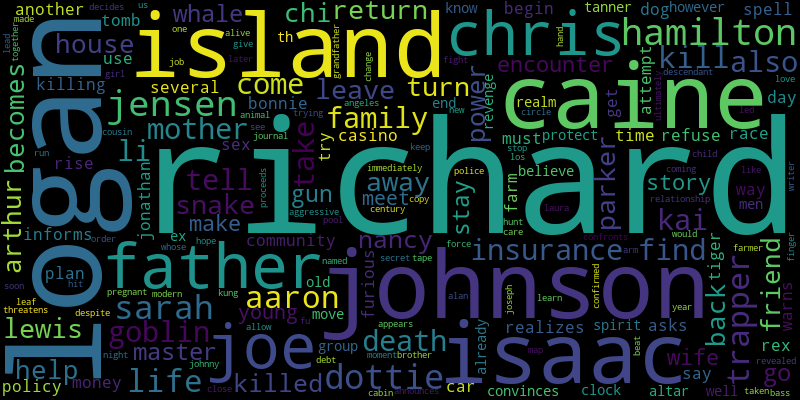 another
whale
chi
return
chris
know
begin
tanner
dog
however
spell
decides
us
made
alive
island
hamilton
tomb
house
one
job
th
give
later
come
turn
leave
use
several
killing
kill
also
encounter
caine
attempt
realm
day
power
revenge
end
bonnie
girl
lead
together
logan
becomes
jensen
family
casino
mother
li
sex
take
try
gun
away
meet
stay
farm
must
protect
time
refuse
race
believe
parker
story
get
way
men
kai
find
friend
insurance
nancy
furious
richard
tell
snake
make
rise
arthur
informs
jonathan
ex
hope
community
father
johnson
sarah
aaron
young
old
move
group
death
plan
goblin
lewis
help
master
life
killed
joe
isaac
dottie
realizes
spirit
asks
wife
say
trapper
back
tiger
rex
go
warns
policy
money
car
convinces
clock
altar
well
taken
bass
cabin
announces
debt
brother
moment
appears
secret
tape
named
allow
pregnant
modern
kung
fu
despite
threatens
leaf
soon
hit
order
run
cousin
night
johnny
close
alan
joseph
learn
map
beat
confirmed
arm
year
would
force
already
confronts
laura
relationship
child
coming
like
love
descendant
ultimately
led
writer
finger
farmer
revealed
hand
fight
change
grandfather
angeles
los
animal
trying
see
journal
keep
immediately
police
copy
century
aggressive
pool
proceeds
whose
hunt
care
stop
circle
new